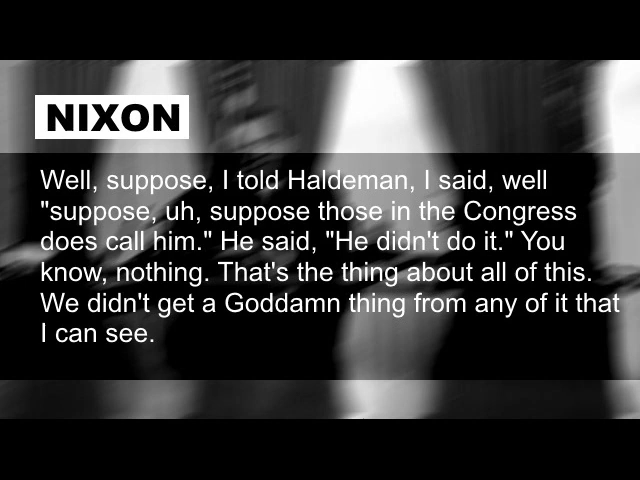 NIXON
Well, suppose, I told Haldeman, I said, well
"suppose, uh, suppose those in the Congress
does call him." He said, "He didn't do it." You
know, nothing. That's the thing about all of this.
We didn't get a Goddamn thing from any of it that
I can see.